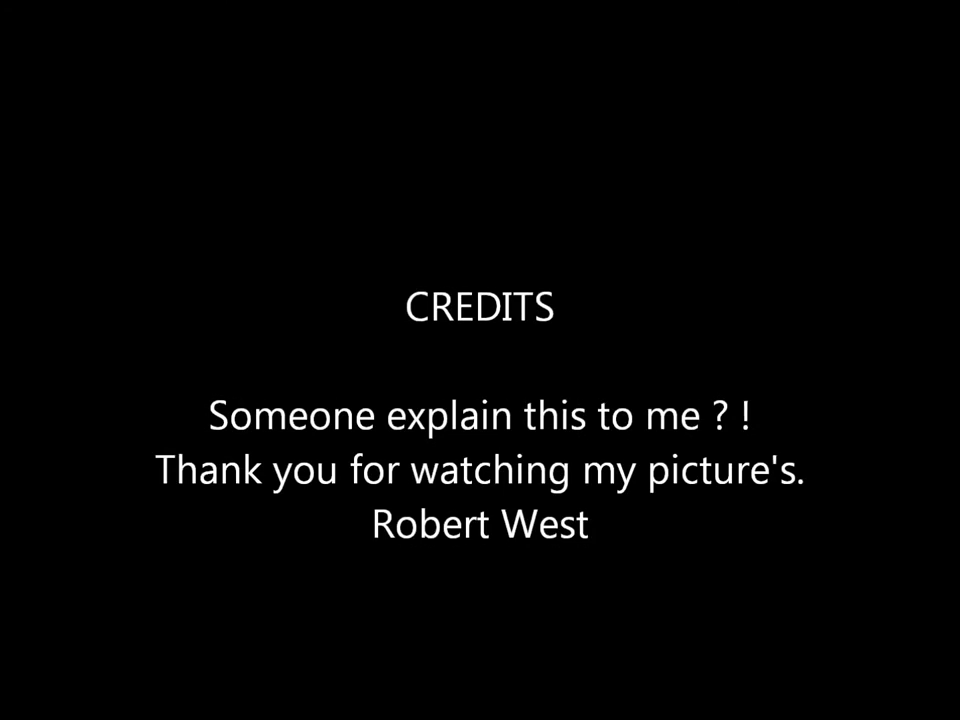 CREDITS
Someone explain this to me ? !
Thank you for watching my picture's.
Robert West